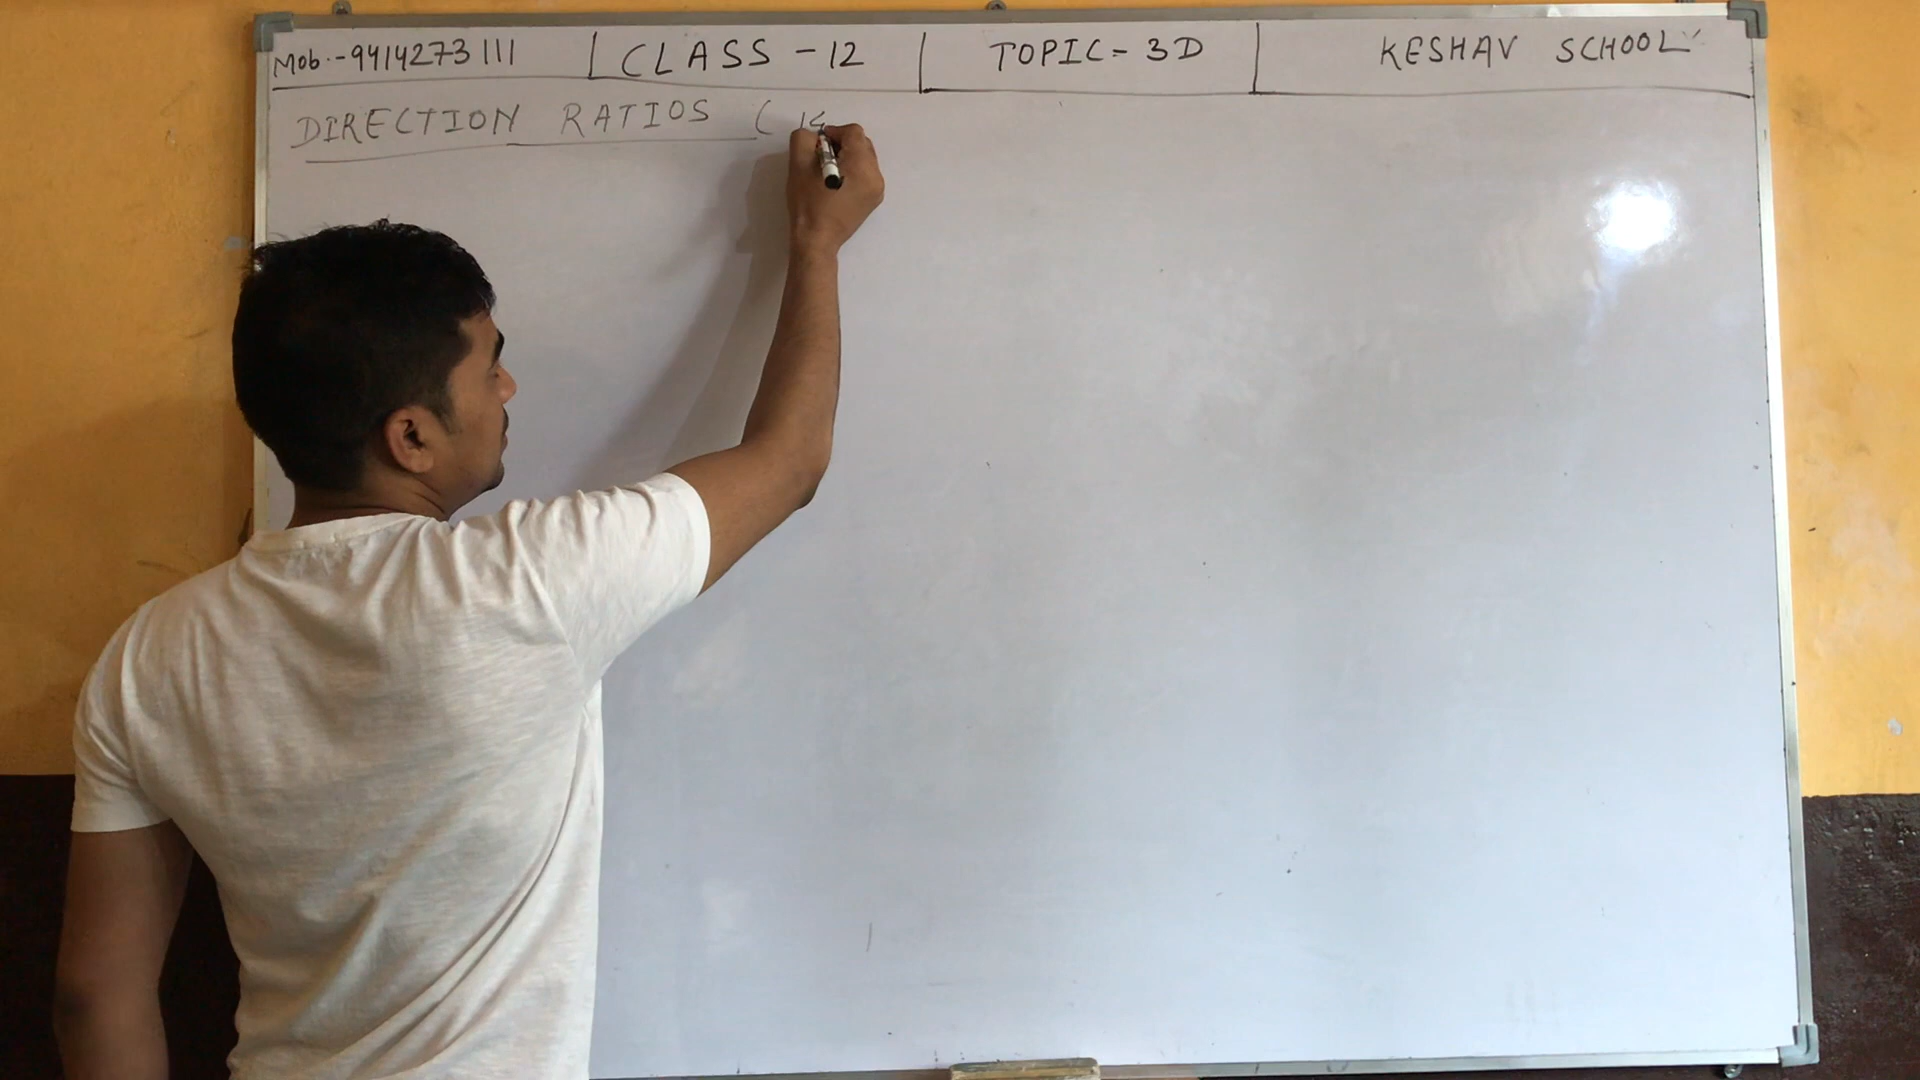 Mob.-9414273111 CLASS - 12 TOPIC = 3D KESHAV SCHOOL
DIRECTION RATIOS (